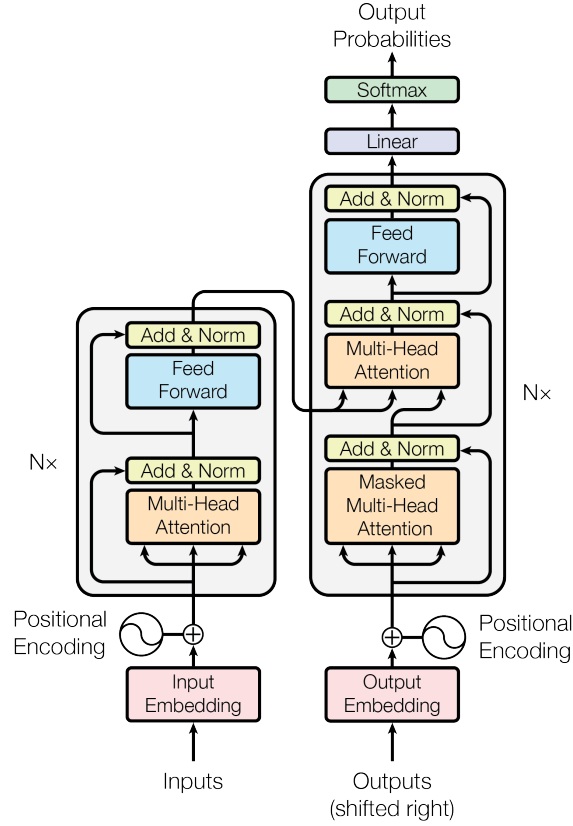 Output
Probabilities
Softmax
Linear
Add & Norm
Feed
Forward
Add & Norm
Multi-Head
Attention
Add & Norm
Masked
Multi-Head
Attention
N×
Add & Norm
Feed
Forward
N×
Add & Norm
Multi-Head
Attention
Positional
Encoding
Positional
Encoding
Input
Embedding
Output
Embedding
Inputs
Outputs
(shifted right)